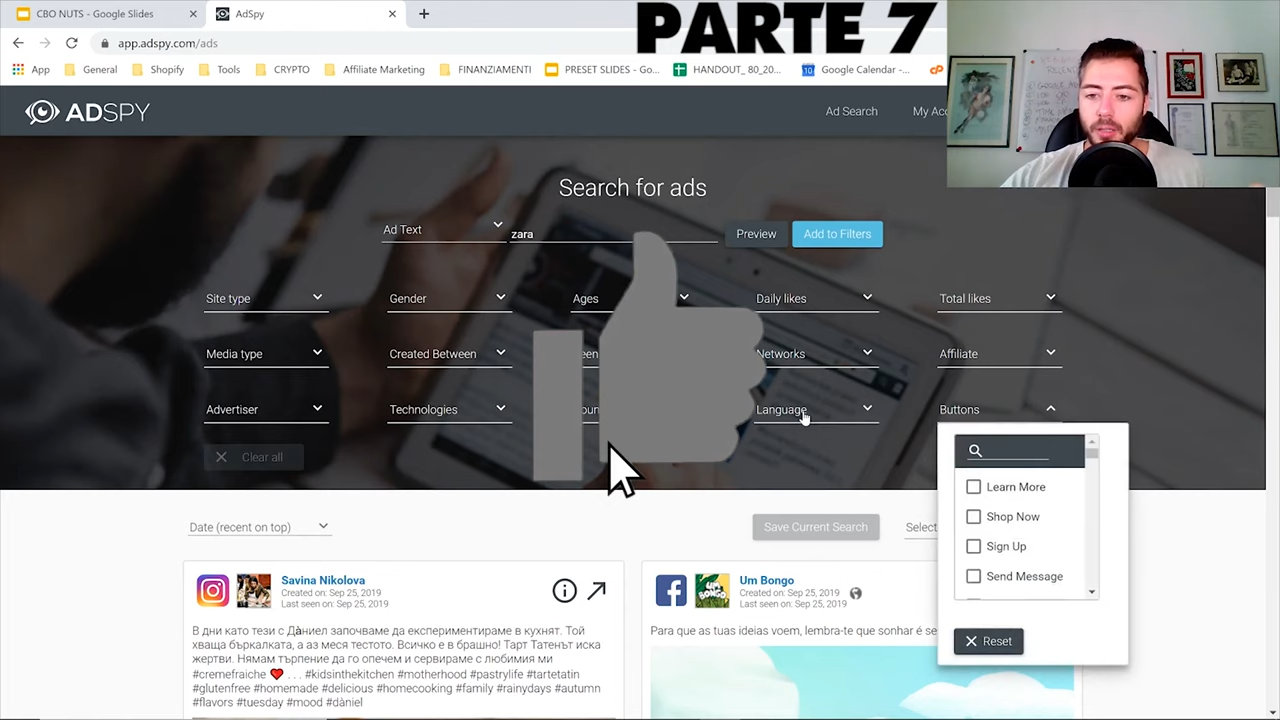 CBO NUTS - Google Slides
AdSpy
PARTE 7
app.adspy.com/ads
App
General
Shopify
Tools
CRYPTO
Affiliate Marketing
FINANZIAMENTI
PRESET SLIDES - Go...
HANDOUT_ 80_20...
Google Calendar -...
cP
ADSPY
Ad Search
My Acc
Search for ads
Ad Text
zara
Preview
Add to Filters
Site type
Gender
Ages
Daily likes
Total likes
Media type
Created Between
een
Networks
Affiliate
Advertiser
Technologies
Language
Buttons
Clear all
Learn More
Shop Now
Sign Up
Send Message
Reset
Date (recent on top)
Save Current Search
Select
Savina Nikolova
Created on: Sep 25, 2019
Last seen on: Sep 25, 2019
В дни като тези с Дàниел започваме да експериментираме в кухнят. Той
хваща бъркалката, а аз меся тестото. Всичко е в брашно! Тарт Татенът иска
жертви. Нямам търпение да го опечем и сервираме с любимия ми
#cremefraiche ❤️ . . . #kidsinthekitchen #motherhood #pastrylife #tartetatin
#glutenfree #homemade #delicious #homecooking #family #rainydays #autumn
#flavors #tuesday #mood #dàniel
Um Bongo
Created on: Sep 25, 2019
Last seen on: Sep 25, 2019
Para que as tuas ideias voem, lembra-te que sonhar é se